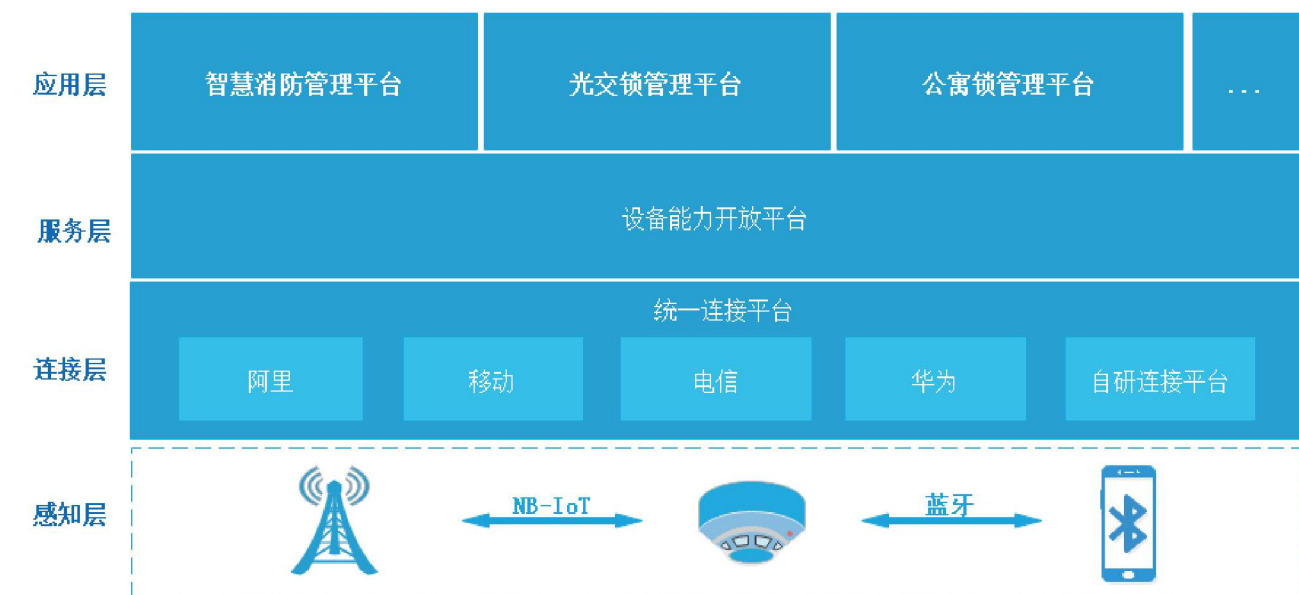 应用层
智慧消防管理平台
光交锁管理平台
公寓锁管理平台
...
服务层
设备能力开放平台
统一连接平台
连接层
阿里
移动
电信
华为
自研连接平台
感知层
NB-IoT
蓝牙